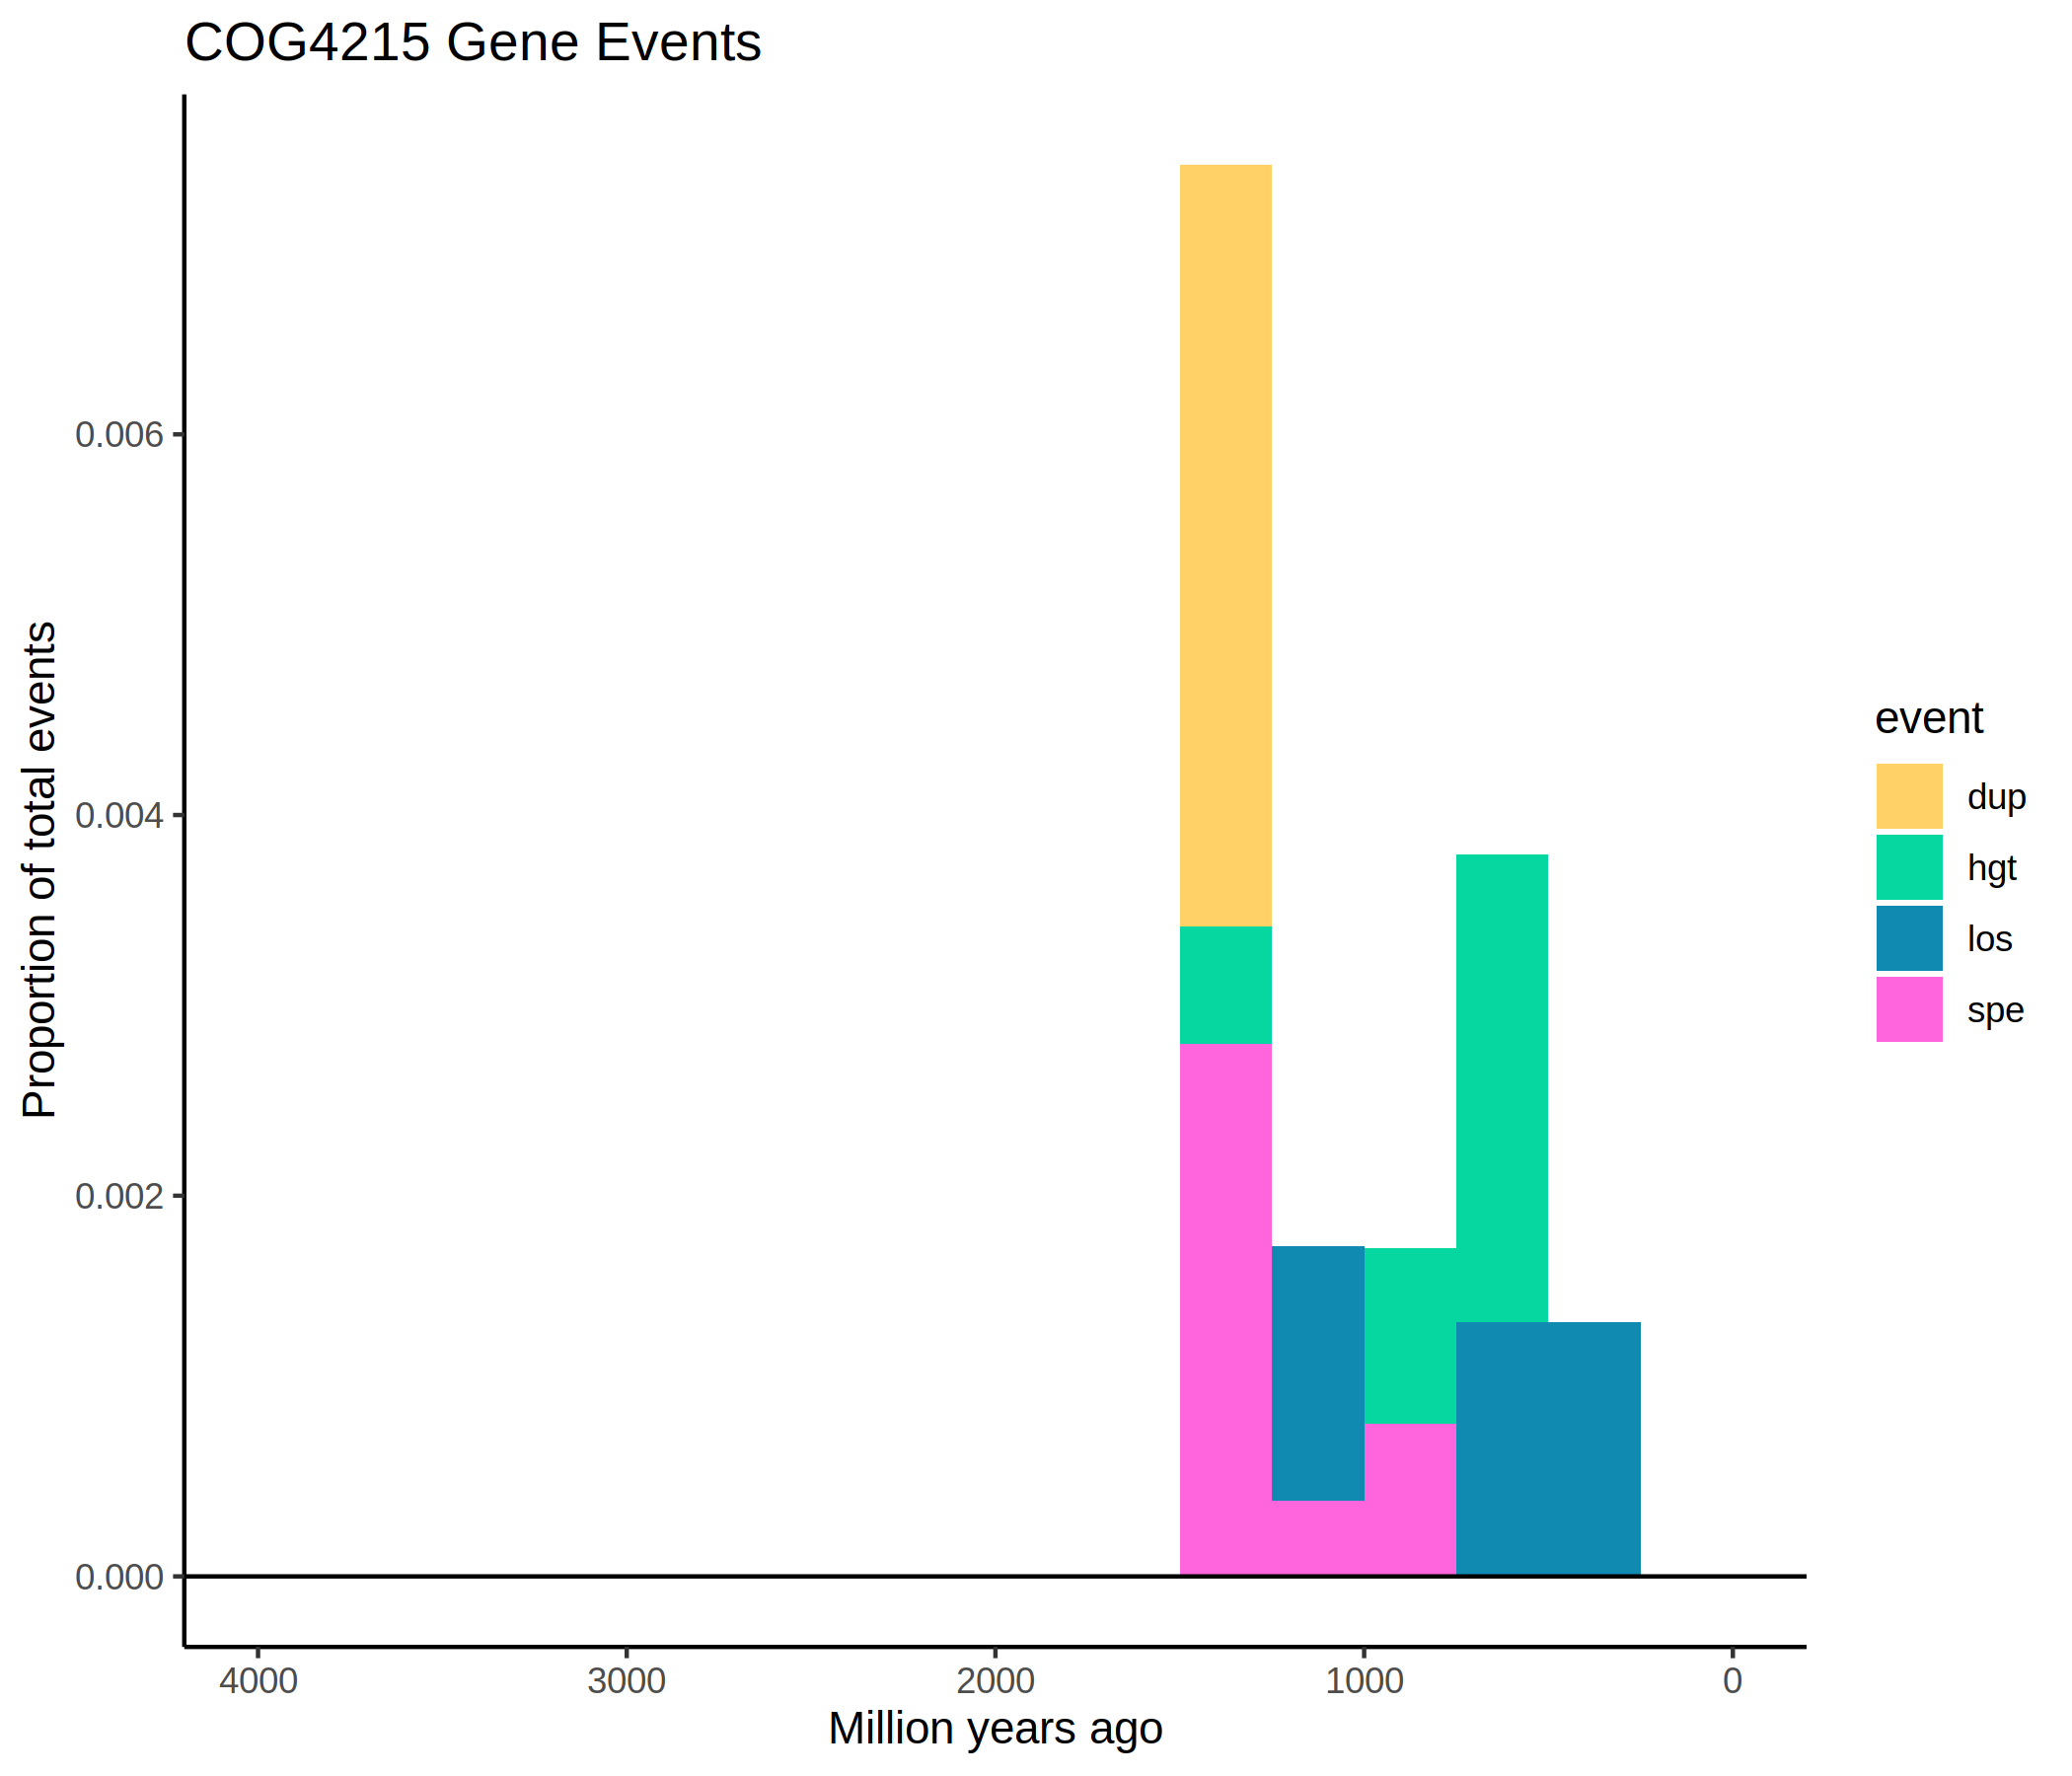 COG4215 Gene Events
Proportion of total events
0.006
0.004
0.002
0.000
4000 3000 2000 1000 0
Million years ago
event
dup
hgt
los
spe